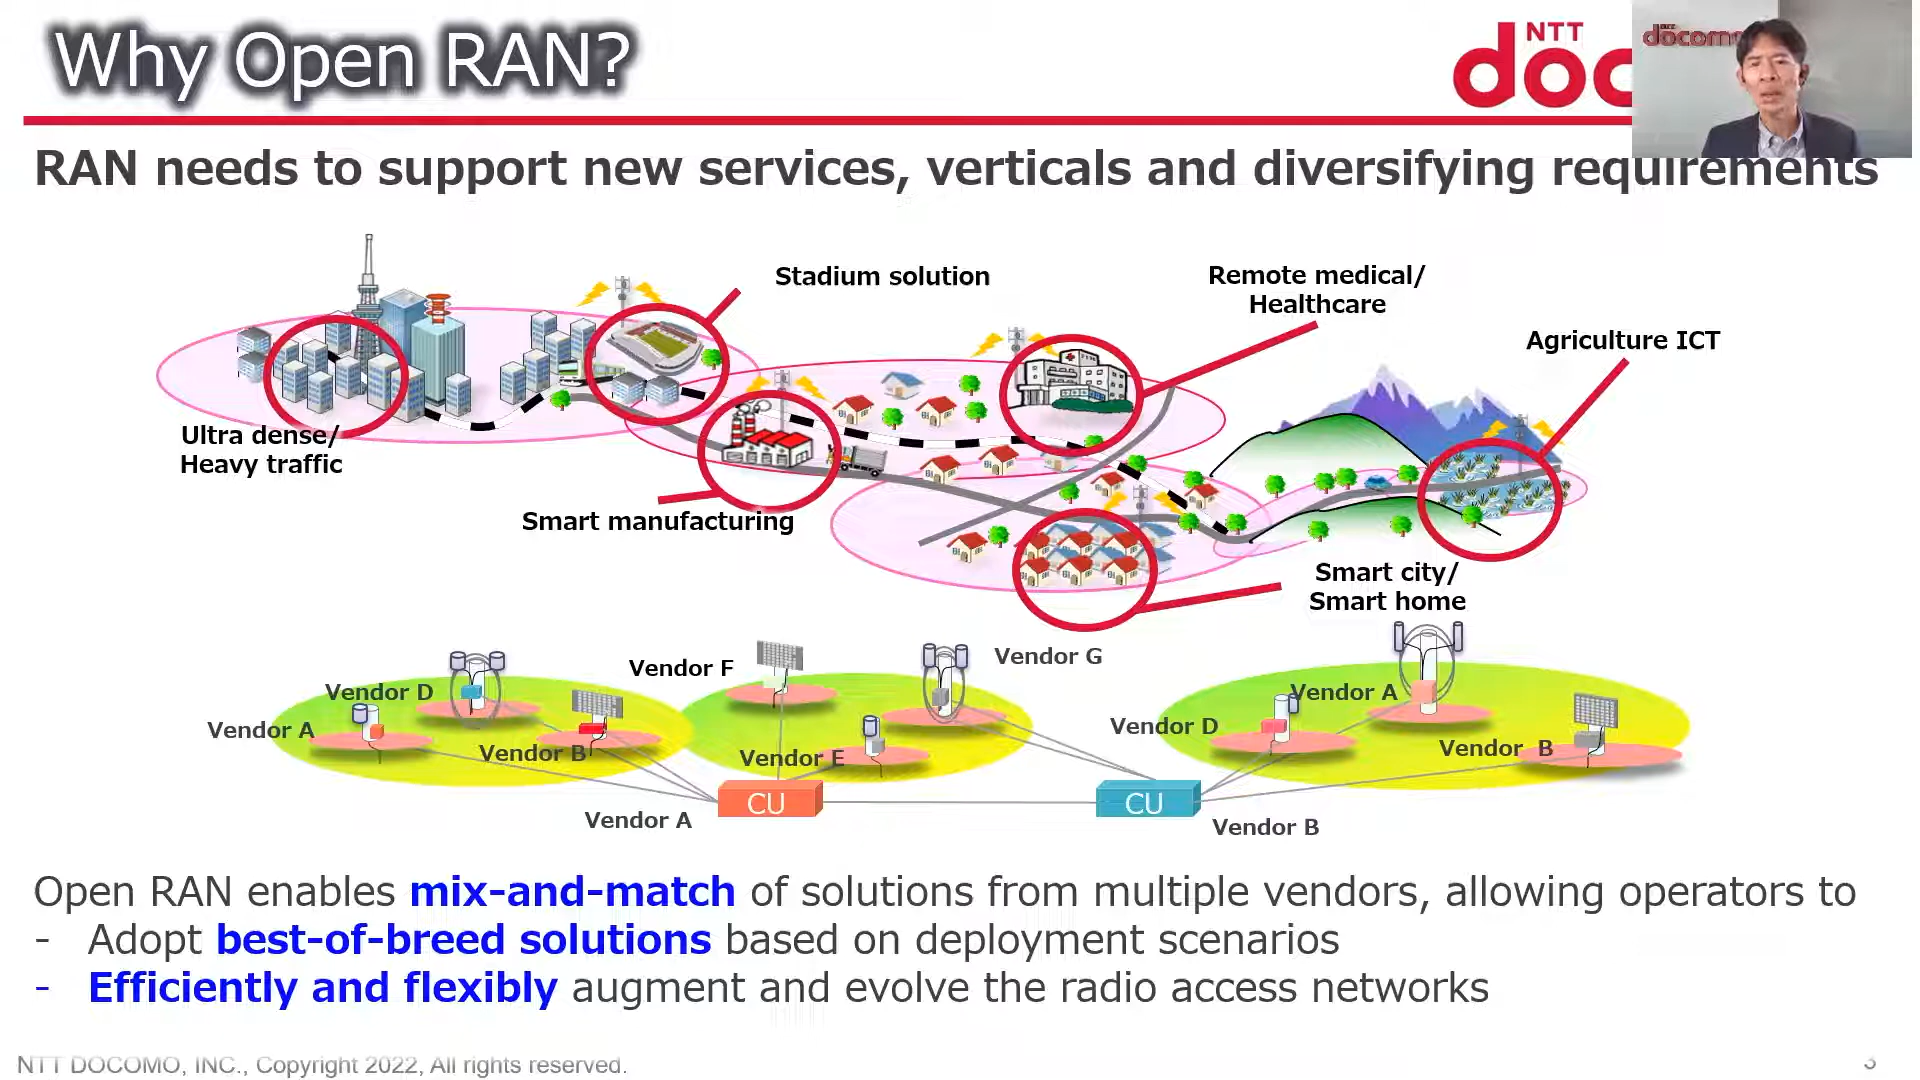 Why Open RAN?
NTT
doc
döcomo
RAN needs to support new services, verticals and diversifying requirements
Stadium solution
Remote medical/
Healthcare
Agriculture ICT
Ultra dense/
Heavy traffic
Smart manufacturing
Smart city/
Smart home
Vendor F
Vendor G
Vendor D
Vendor A
Vendor A
Vendor D
Vendor B
Vendor E
Vendor B
CU
CU
Vendor A
Vendor B
Open RAN enables mix-and-match of solutions from multiple vendors, allowing operators to
- Adopt best-of-breed solutions based on deployment scenarios
- Efficiently and flexibly augment and evolve the radio access networks
NTT DOCOMO, INC., Copyright 2022, All rights reserved.
3